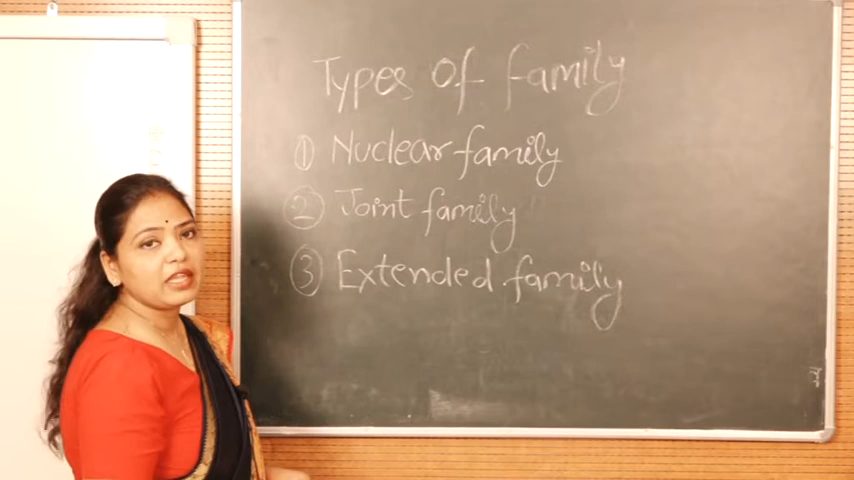 Types of family
① Nuclear family
② Joint family
③ Extended family